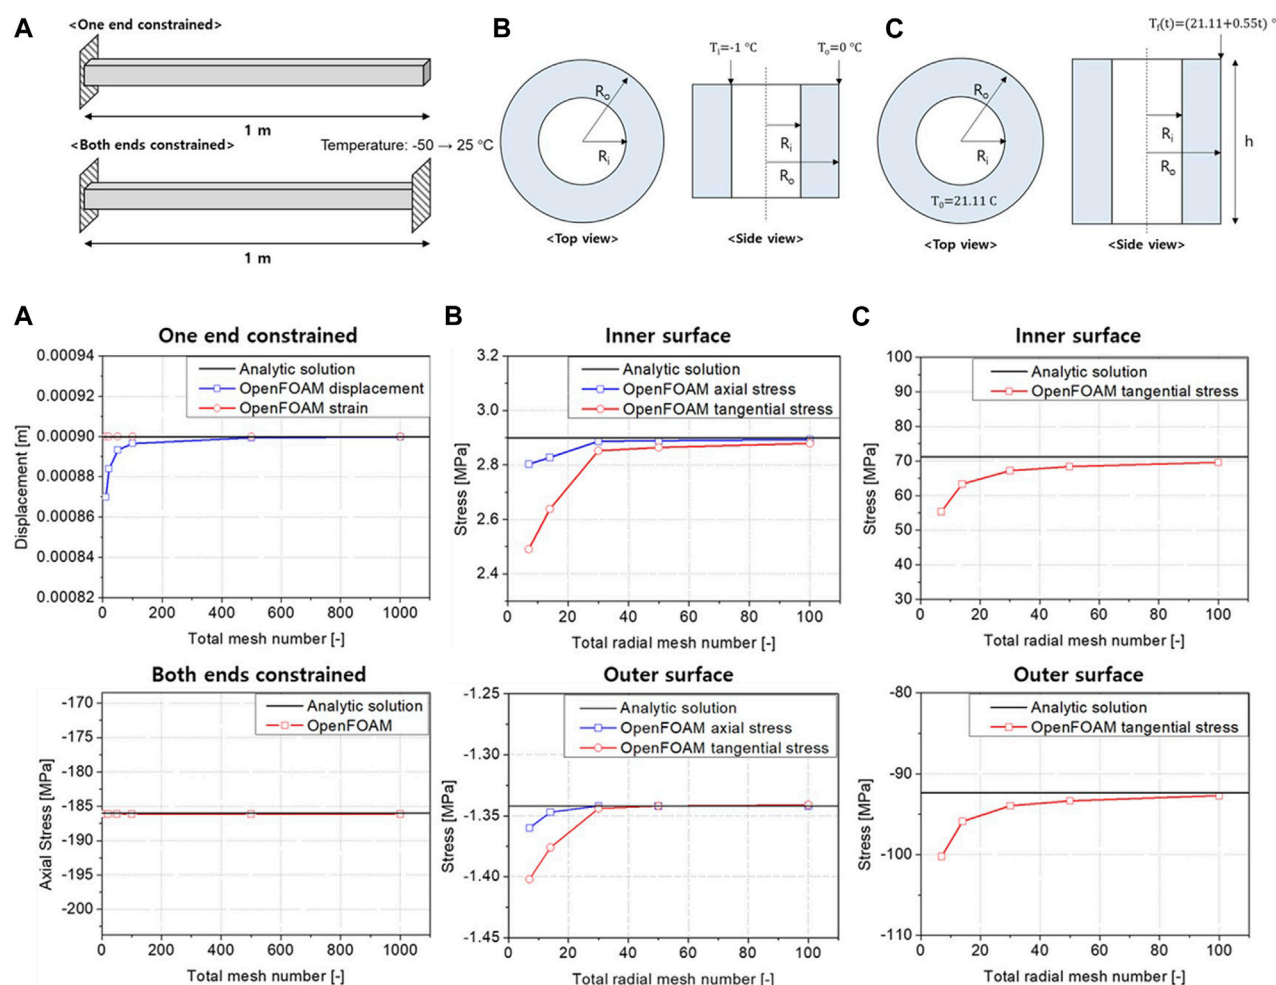 A
<One end constrained>
1 m
<Both ends constrained>
Temperature: -50 → 25 °C
1 m
B
Ti=-1 °C
To=0 °C
Ro
Ri
Ri
Ro
<Top view>
<Side view>
C
Tf(t)=(21.11+0.55t) °
Ro
Ri
T0=21.11 C
Ri
Ro
h
<Top view>
<Side view>
A
One end constrained
Analytic solution
OpenFOAM displacement
OpenFOAM strain
Displacement [m]
0.00094
0.00092
0.00090
0.00088
0.00086
0.00084
0.00082
0 200 400 600 800 1000
Total mesh number [-]
B
Inner surface
Analytic solution
OpenFOAM axial stress
OpenFOAM tangential stress
Stress [MPa]
3.2
3.0
2.8
2.6
2.4
0 20 40 60 80 100
Total radial mesh number [-]
C
Inner surface
Analytic solution
OpenFOAM tangential stress
Stress [MPa]
100
90
80
70
60
50
40
30
0 20 40 60 80 100
Total radial mesh number [-]
Both ends constrained
Analytic solution
OpenFOAM
Axial Stress [MPa]
-170
-175
-180
-185
-190
-195
-200
0 200 400 600 800 1000
Total mesh number [-]
Outer surface
Analytic solution
OpenFOAM axial stress
OpenFOAM tangential stress
Stress [MPa]
-1.25
-1.30
-1.35
-1.40
-1.45
0 20 40 60 80 100
Total radial mesh number [-]
Outer surface
Analytic solution
OpenFOAM tangential stress
Stress [MPa]
-80
-90
-100
-110
0 20 40 60 80 100
Total radial mesh number [-]